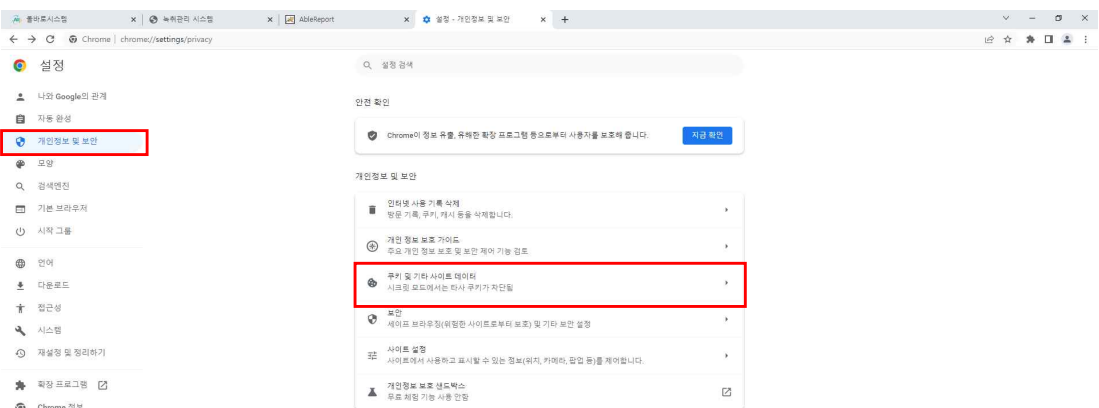 올바로시스템
녹취관리 시스템
AbleReport
설정 - 개인정보 및 보안
Chrome | chrome://settings/privacy
설정
설정 검색
나와 Google의 관계
자동 완성
개인정보 및 보안
모양
검색엔진
기본 브라우저
시작 그룹
언어
다운로드
접근성
시스템
재설정 및 정리하기
확장 프로그램
Chrome 정보
안전 확인
Chrome이 정보 유출, 유해한 확장 프로그램 등으로부터 사용자를 보호해 줍니다.
지금 확인
개인정보 및 보안
인터넷 사용 기록 삭제
방문 기록, 쿠키, 캐시 등을 삭제합니다.
개인 정보 보호 가이드
주요 개인 정보 보호 및 보안 제어 기능 검토
쿠키 및 기타 사이트 데이터
시크릿 모드에서는 타사 쿠키가 차단됨
보안
세이프 브라우징(위험한 사이트로부터 보호) 및 기타 보안 설정
사이트 설정
사이트에서 사용하고 표시할 수 있는 정보(위치, 카메라, 팝업 등)를 제어합니다.
개인정보 보호 샌드박스
무료 체험 기능 사용 안함